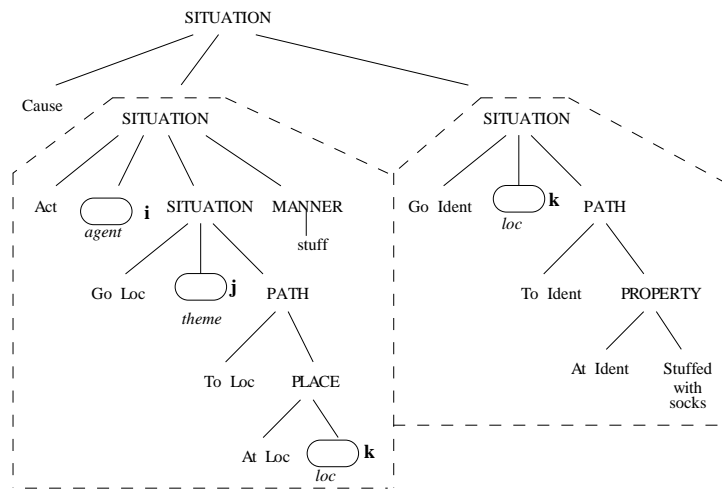 SITUATION
Cause
SITUATION
SITUATION
Act
i
SITUATION
MANNER
Go Ident
k
PATH
agent
loc
stuff
Go Loc
j
PATH
To Ident
PROPERTY
theme
To Loc
PLACE
At Ident
Stuffed
with
socks
At Loc
k
loc